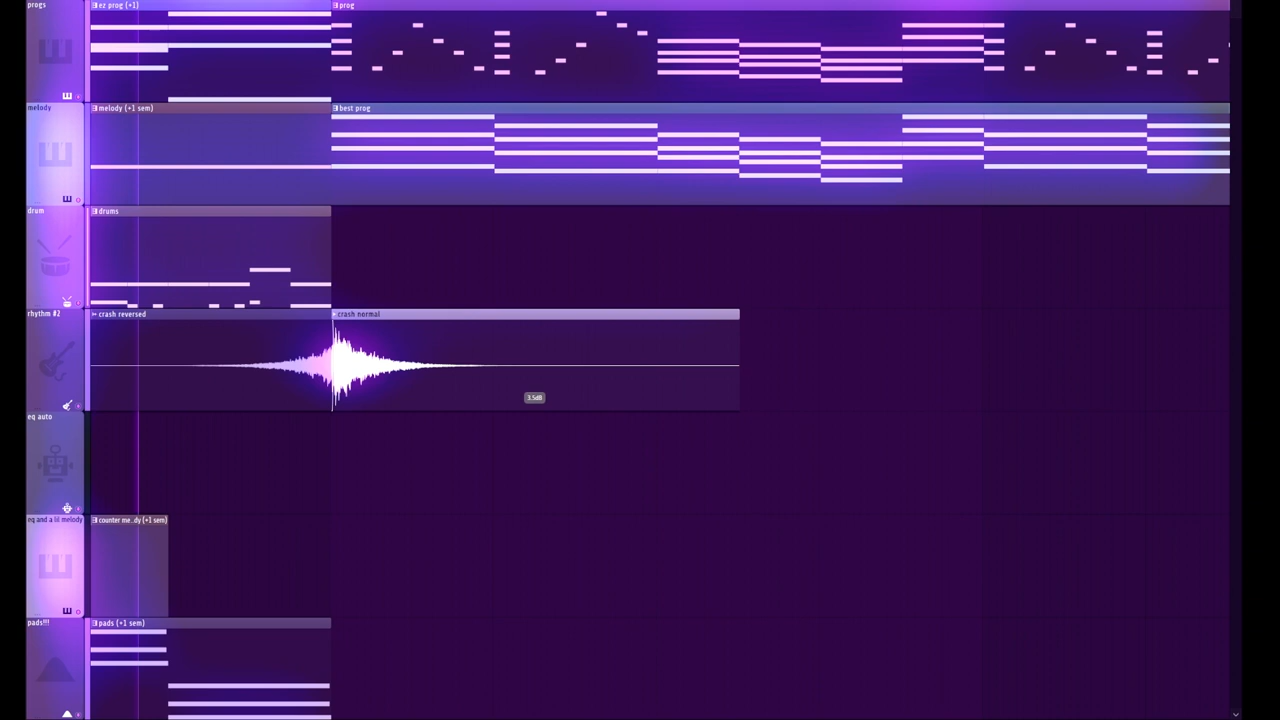 progs
ez prog (+1)
prog
melody
melody (+1 sem)
best prog
drum
drums
rhythm #2
crash reversed
crash normal
3.5dB
eq auto
eq and a lil melody
counter me..dy (+1 sem)
pads!!!
pads (+1 sem)